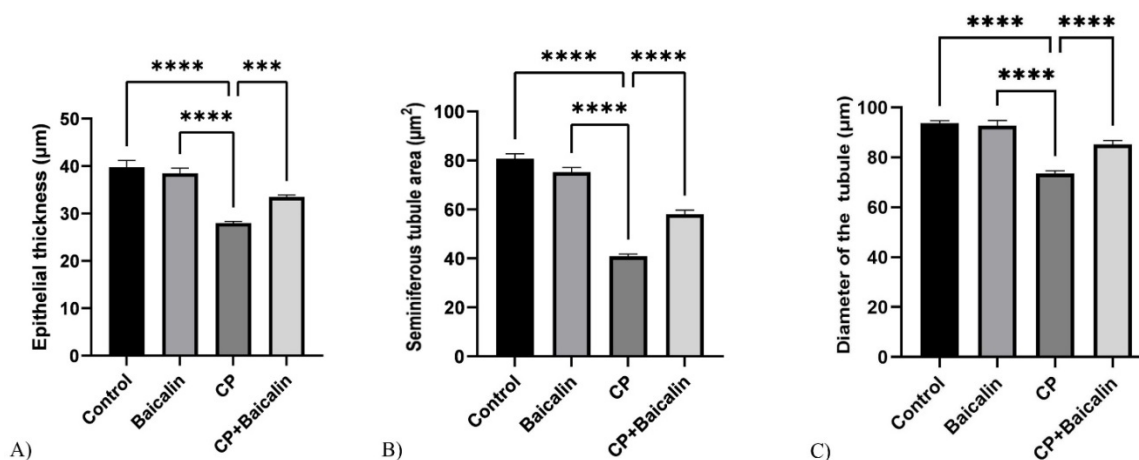 **** ***
****
Epithelial thickness (µm)
50
40
30
20
10
0
Control
Baicalin
CP
CP+Baicalin
A)
**** ****
****
Seminiferous tubule area (µm²)
100
80
60
40
20
0
Control
Baicalin
CP
CP+Baicalin
B)
**** ****
****
Diameter of the tubule (µm)
100
80
60
40
20
0
Control
Baicalin
CP
CP+Baicalin
C)